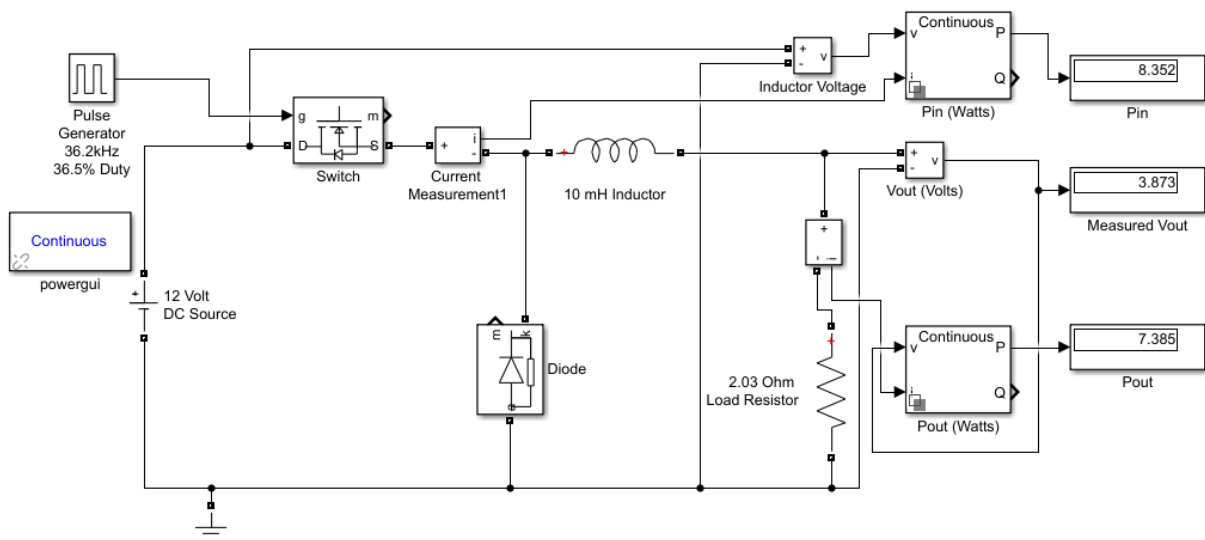 Continuous
v
P
i
Q
Pin (Watts)
8.352
Pin
+
-
v
Inductor Voltage
Pulse
Generator
36.2kHz
36.5% Duty
g
m
D
S
Switch
+
i
-
Current
Measurement1
+
10 mH Inductor
+
-
v
Vout (Volts)
3.873
Measured Vout
Continuous
powergui
+
12 Volt
DC Source
+
-
i
m
k
a
Diode
+
2.03 Ohm
Load Resistor
Continuous
v
P
i
Q
Pout (Watts)
7.385
Pout